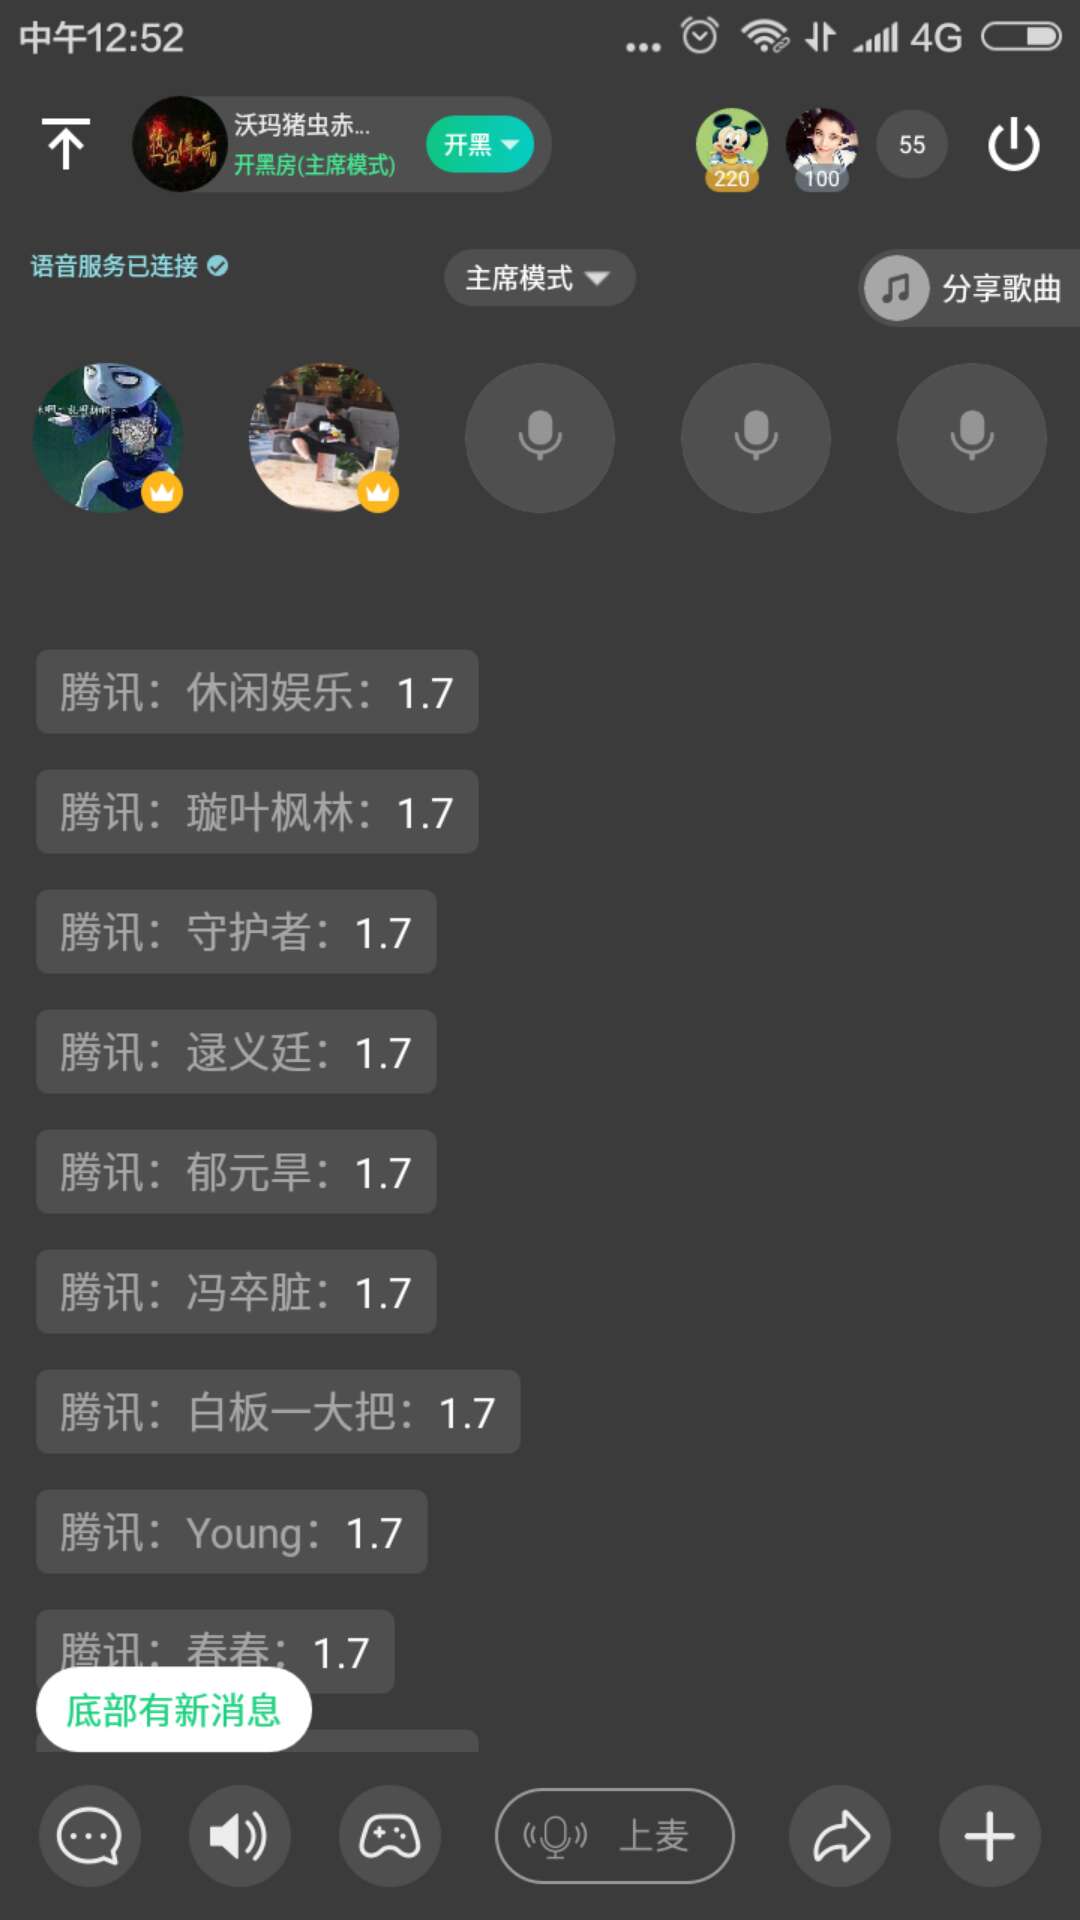 中午12:52
4G
热血传奇
沃玛猪虫赤...
开黑房(主席模式)
开黑
220
100
55
语音服务已连接
主席模式
分享歌曲
腾讯：休闲娱乐：1.7
腾讯：璇叶枫林：1.7
腾讯：守护者：1.7
腾讯：逯义廷：1.7
腾讯：郁元旱：1.7
腾讯：冯卒脏：1.7
腾讯：白板一大把：1.7
腾讯：Young：1.7
腾讯：春春：1.7
底部有新消息
上麦